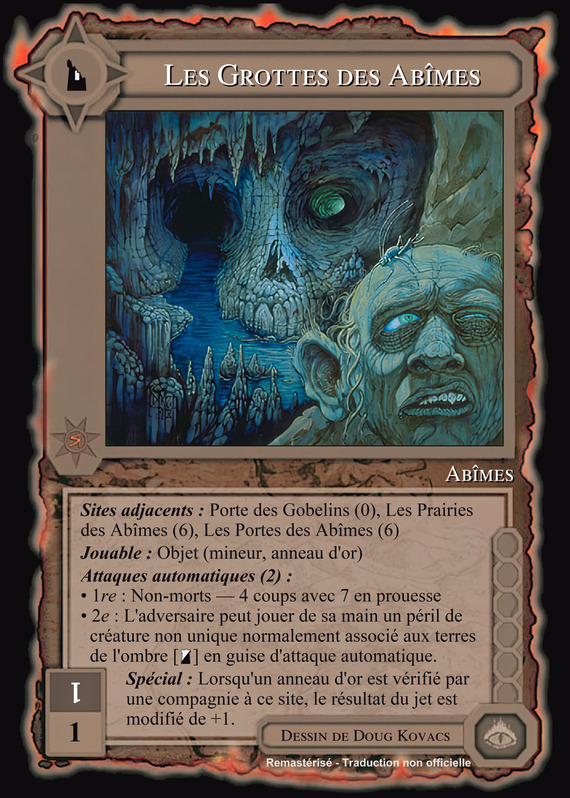 Les Grottes des Abîmes
Abîmes
Sites adjacents : Porte des Gobelins (0), Les Prairies
des Abîmes (6), Les Portes des Abîmes (6)
Jouable : Objet (mineur, anneau d'or)
Attaques automatiques (2) :
• 1re : Non-morts — 4 coups avec 7 en prouesse
• 2e : L'adversaire peut jouer de sa main un péril de
créature non unique normalement associé aux terres
de l'ombre [ ] en guise d'attaque automatique.
Spécial : Lorsqu'un anneau d'or est vérifié par
une compagnie à ce site, le résultat du jet est
modifié de +1.
1
1
Dessin de Doug Kovacs
Remastérisé - Traduction non officielle